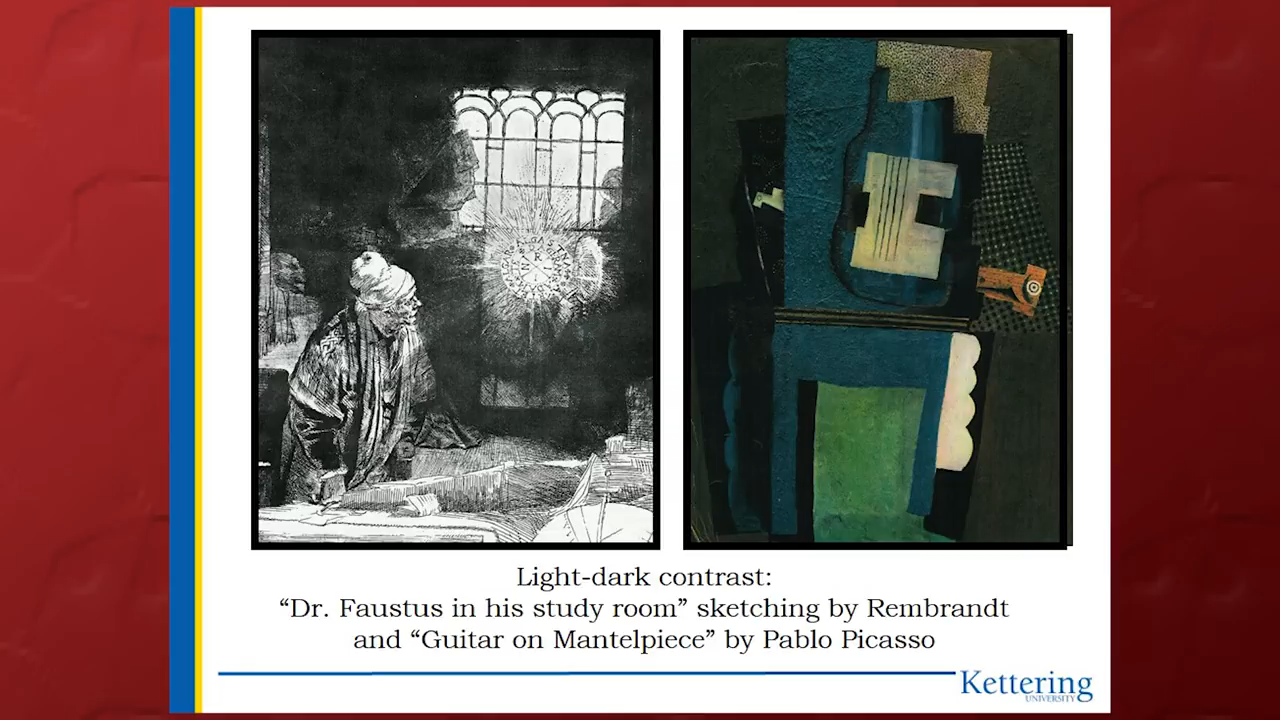 Light-dark contrast:
“Dr. Faustus in his study room” sketching by Rembrandt
and “Guitar on Mantelpiece” by Pablo Picasso
Kettering
UNIVERSITY